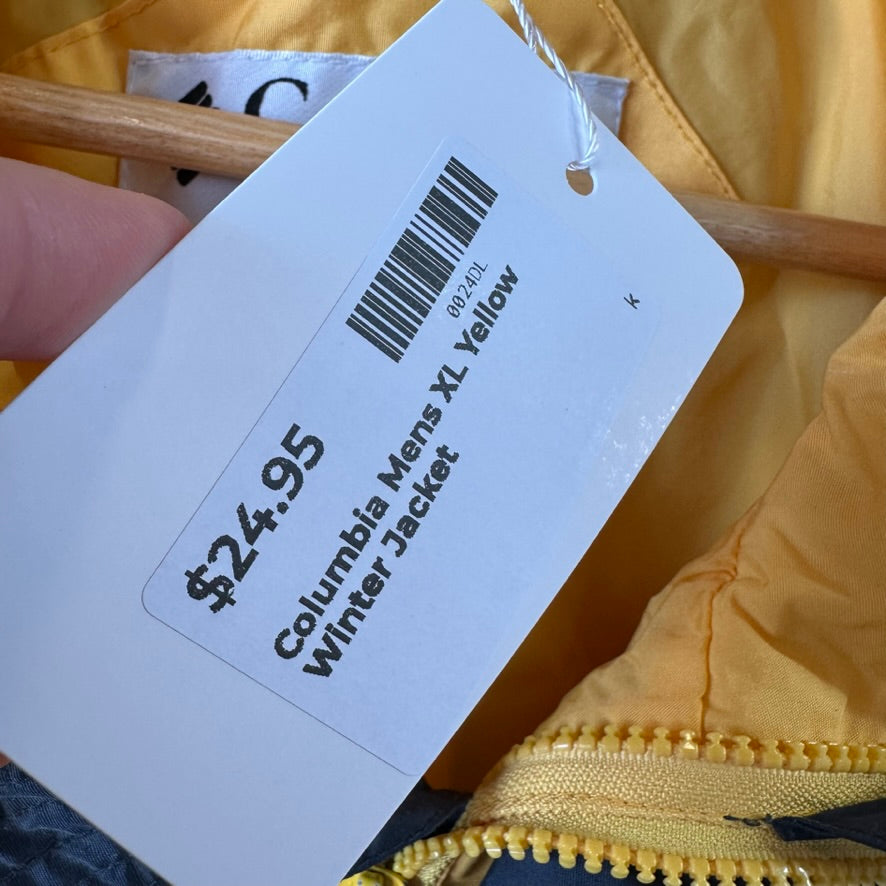 $24.95
0024DL
Columbia Mens XL Yellow
Winter Jacket
k
C